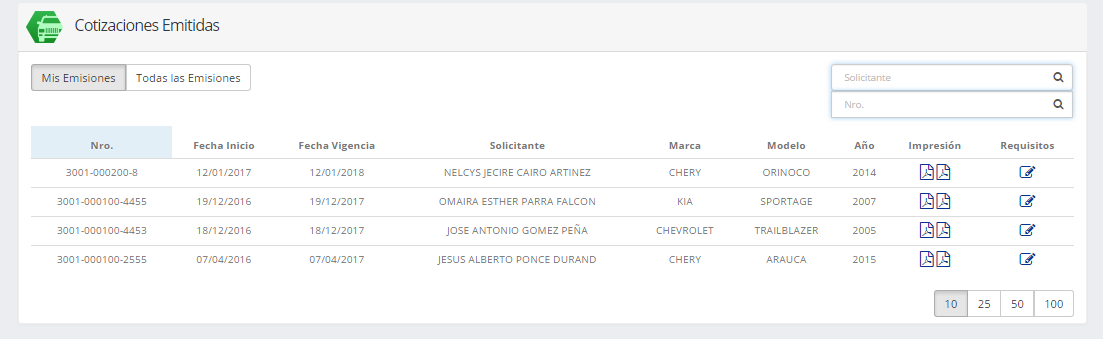 Cotizaciones Emitidas
Mis Emisiones Todas las Emisiones
Solicitante
Nro.
Nro. Fecha Inicio Fecha Vigencia Solicitante Marca Modelo Año Impresión Requisitos
3001-000200-8 12/01/2017 12/01/2018 NELCYS JECIRE CAIRO ARTINEZ CHERY ORINOCO 2014
3001-000100-4455 19/12/2016 19/12/2017 OMAIRA ESTHER PARRA FALCON KIA SPORTAGE 2007
3001-000100-4453 18/12/2016 18/12/2017 JOSE ANTONIO GOMEZ PEÑA CHEVROLET TRAILBLAZER 2005
3001-000100-2555 07/04/2016 07/04/2017 JESUS ALBERTO PONCE DURAND CHERY ARAUCA 2015
10 25 50 100